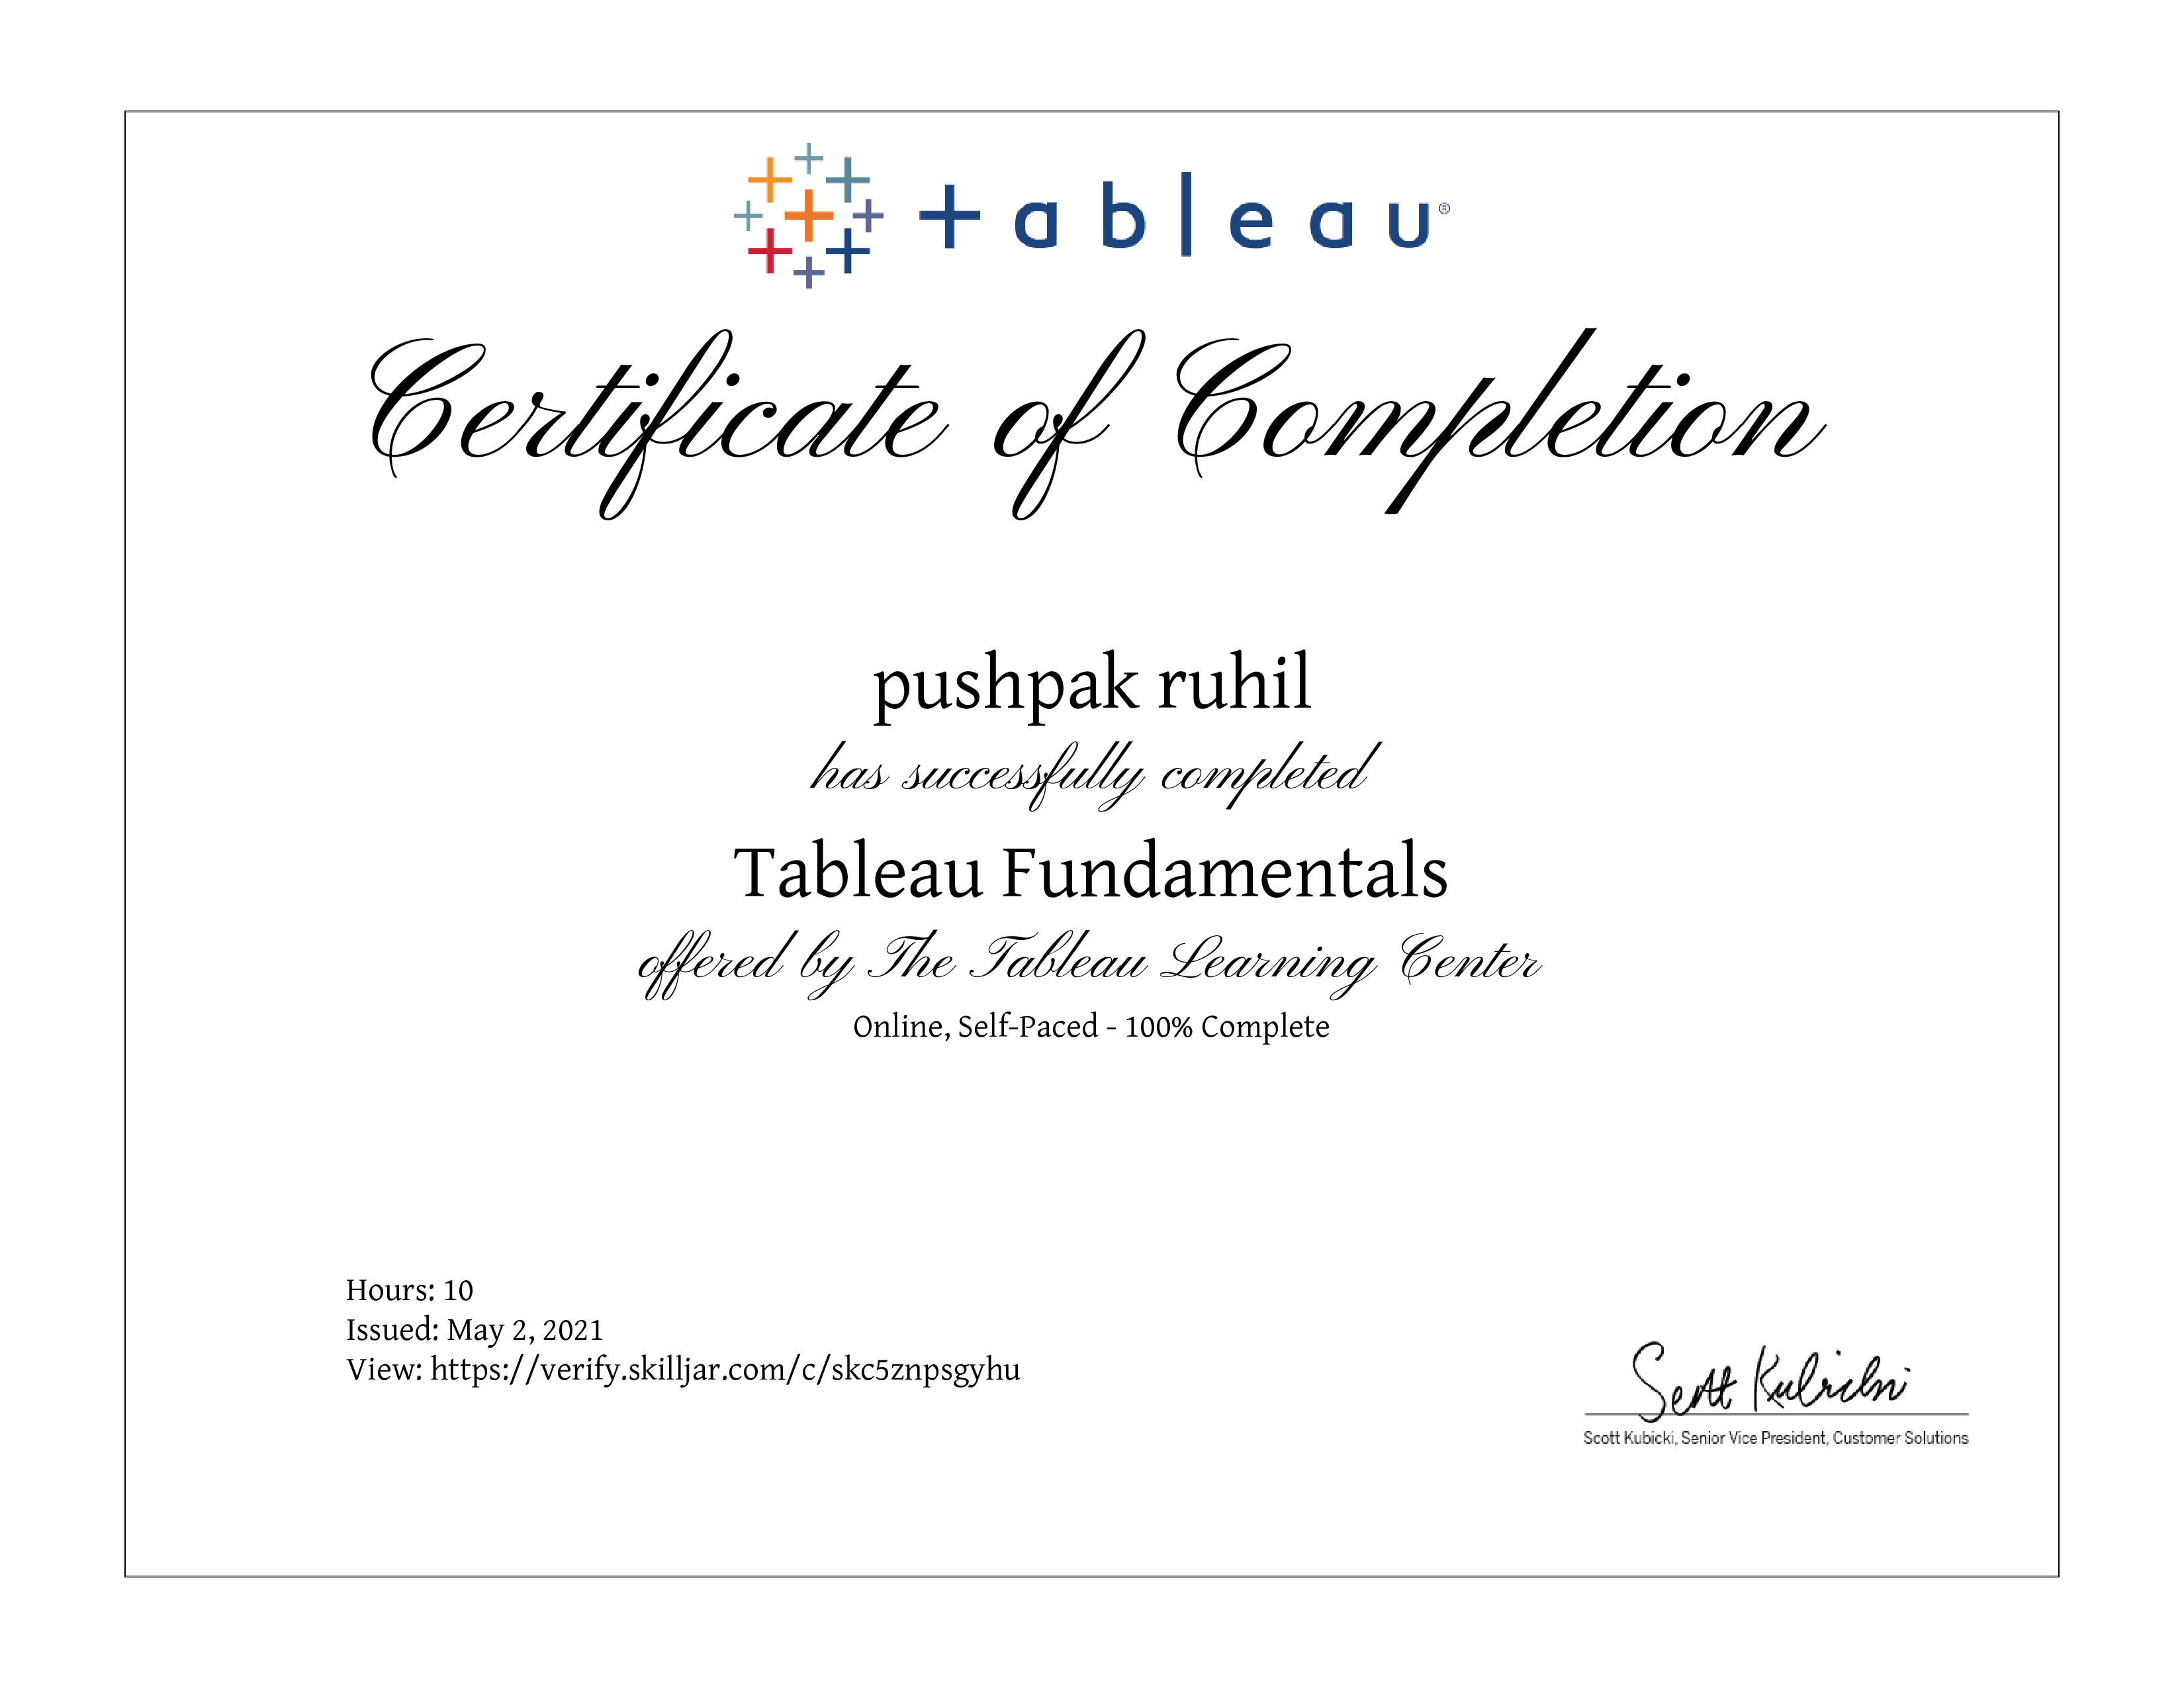 +ableau®
Certificate of Completion
pushpak ruhil
has successfully completed
Tableau Fundamentals
offered by The Tableau Learning Center
Online, Self-Paced - 100% Complete
Hours: 10
Issued: May 2, 2021
View: https://verify.skilljar.com/c/skc5znpsgyhu
Scott Kubicki
Scott Kubicki, Senior Vice President, Customer Solutions